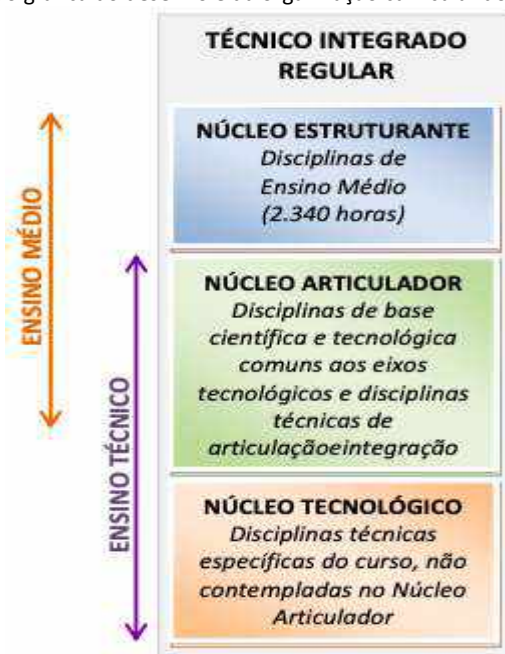 TÉCNICO INTEGRADO
REGULAR
NÚCLEO ESTRUTURANTE
Disciplinas de
Ensino Médio
(2.340 horas)
NÚCLEO ARTICULADOR
Disciplinas de base
científica e tecnológica
comuns aos eixos
tecnológicos e disciplinas
técnicas de
articulaçãoeintegração
NÚCLEO TECNOLÓGICO
Disciplinas técnicas
específicas do curso, não
contempladas no Núcleo
Articulador
ENSINO MÉDIO
ENSINO TÉCNICO